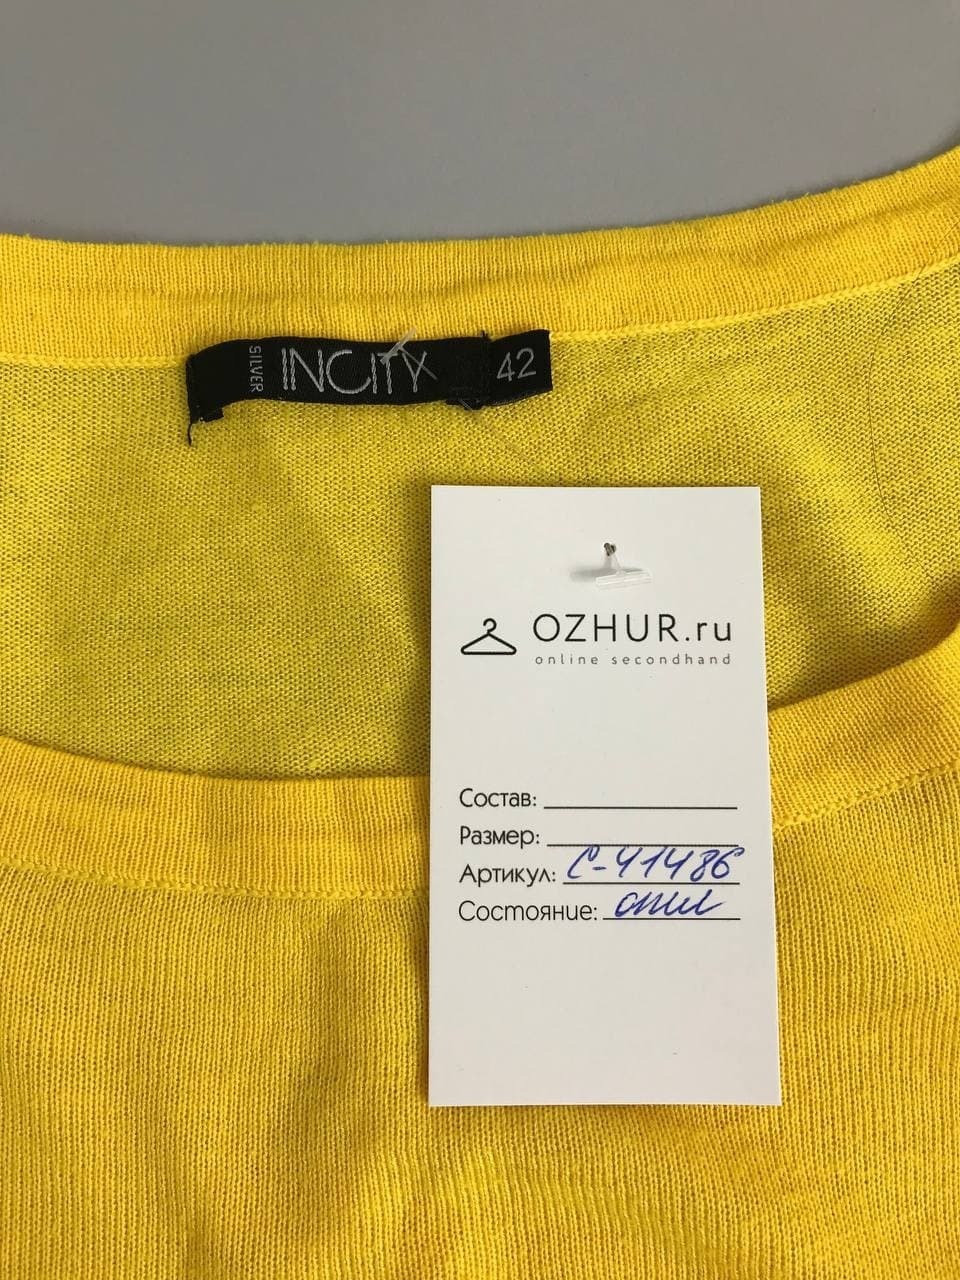 SILVER INCITY 42
OZHUR.ru
online secondhand
Состав:
Размер:
Артикул: С-41486
Состояние: отл